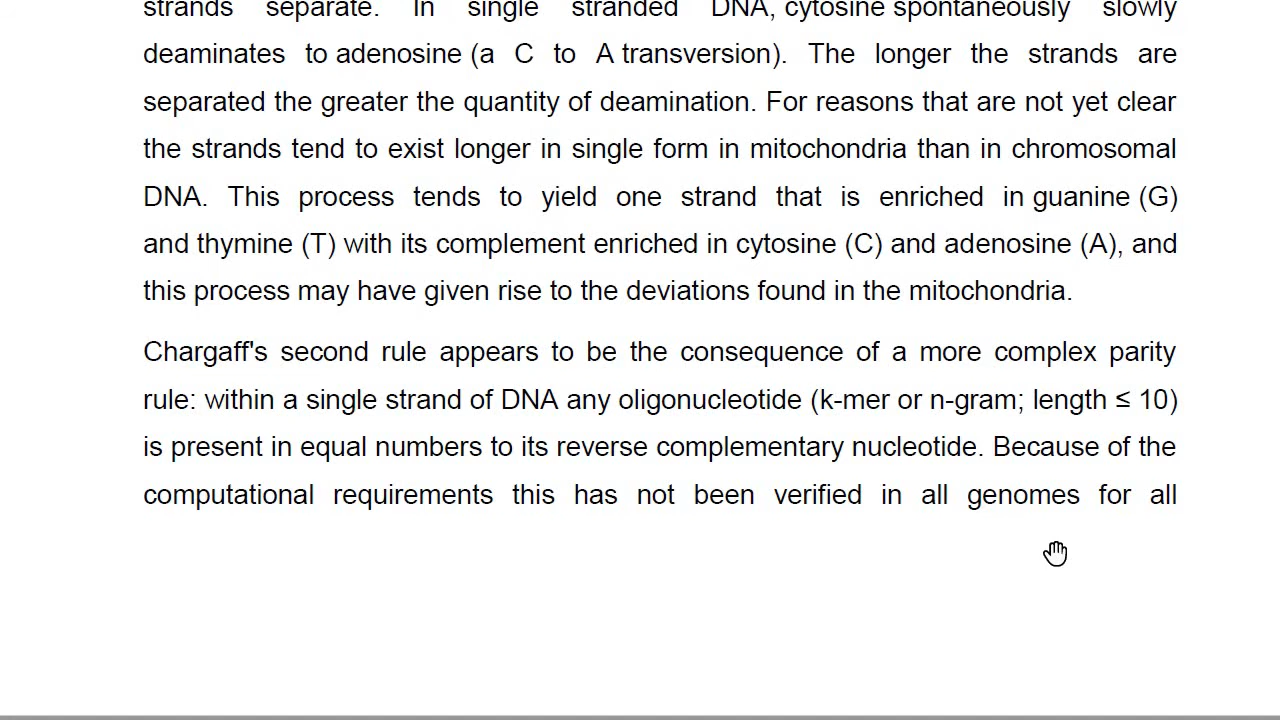 strands separate. In single stranded DNA, cytosine spontaneously slowly
deaminates to adenosine (a C to A transversion). The longer the strands are
separated the greater the quantity of deamination. For reasons that are not yet clear
the strands tend to exist longer in single form in mitochondria than in chromosomal
DNA. This process tends to yield one strand that is enriched in guanine (G)
and thymine (T) with its complement enriched in cytosine (C) and adenosine (A), and
this process may have given rise to the deviations found in the mitochondria.
Chargaff's second rule appears to be the consequence of a more complex parity
rule: within a single strand of DNA any oligonucleotide (k-mer or n-gram; length ≤ 10)
is present in equal numbers to its reverse complementary nucleotide. Because of the
computational requirements this has not been verified in all genomes for all